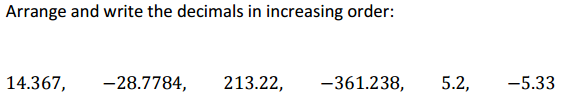 Arrange and write the decimals in increasing order:
14.367, −28.7784, 213.22, −361.238, 5.2, −5.33